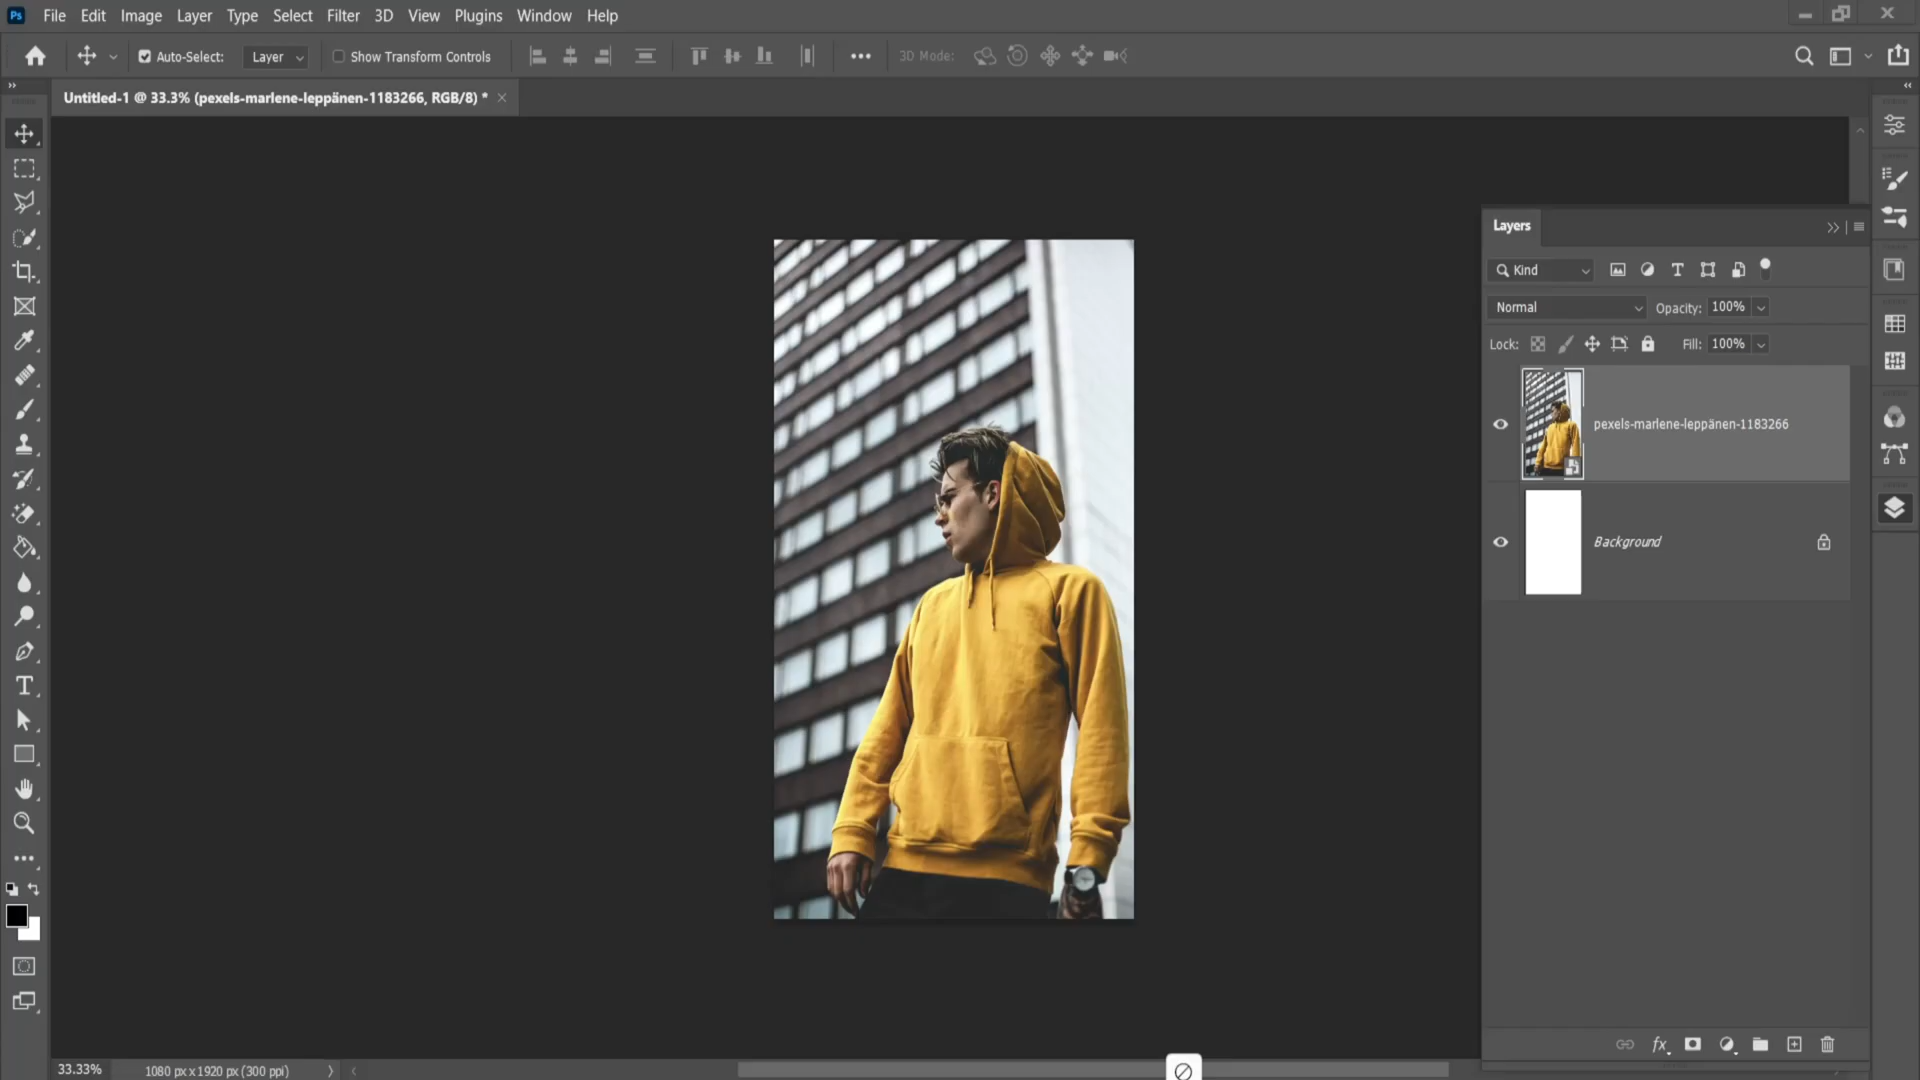 Ps File Edit Image Layer Type Select Filter 3D View Plugins Window Help
Auto-Select: Layer Show Transform Controls 3D Mode:
Untitled-1 @ 33.3% (pexels-marlene-leppänen-1183266, RGB/8) *
Layers
Kind
Normal Opacity: 100%
Lock: Fill: 100%
pexels-marlene-leppänen-1183266
Background
fx
33.33% 1080 px x 1920 px (300 ppi)